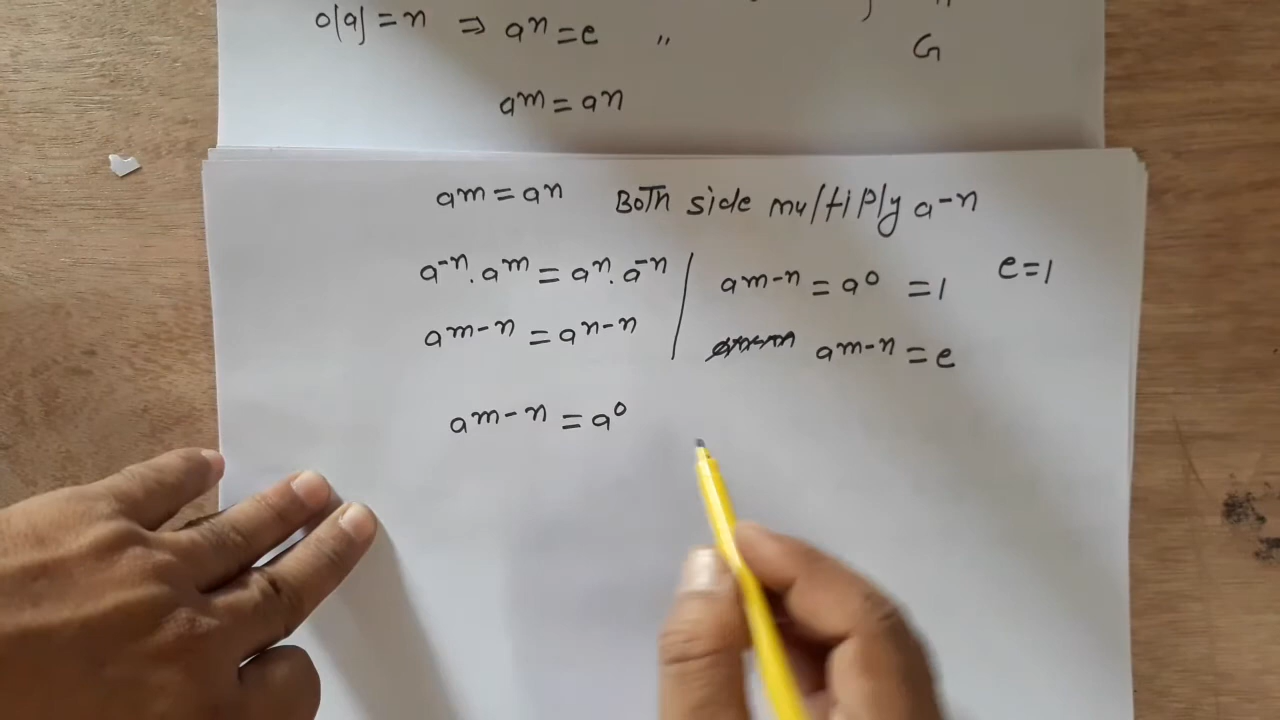 o(a) = n ⇒ aⁿ = e ,,
G
aᵐ = aⁿ
aᵐ = aⁿ BoTh side multiply a⁻ⁿ
a⁻ⁿ . aᵐ = aⁿ . a⁻ⁿ / aᵐ⁻ⁿ = a⁰ = 1 e = 1
aᵐ⁻ⁿ = aⁿ⁻ⁿ aᵐ⁻ⁿ = e
aᵐ⁻ⁿ = a⁰